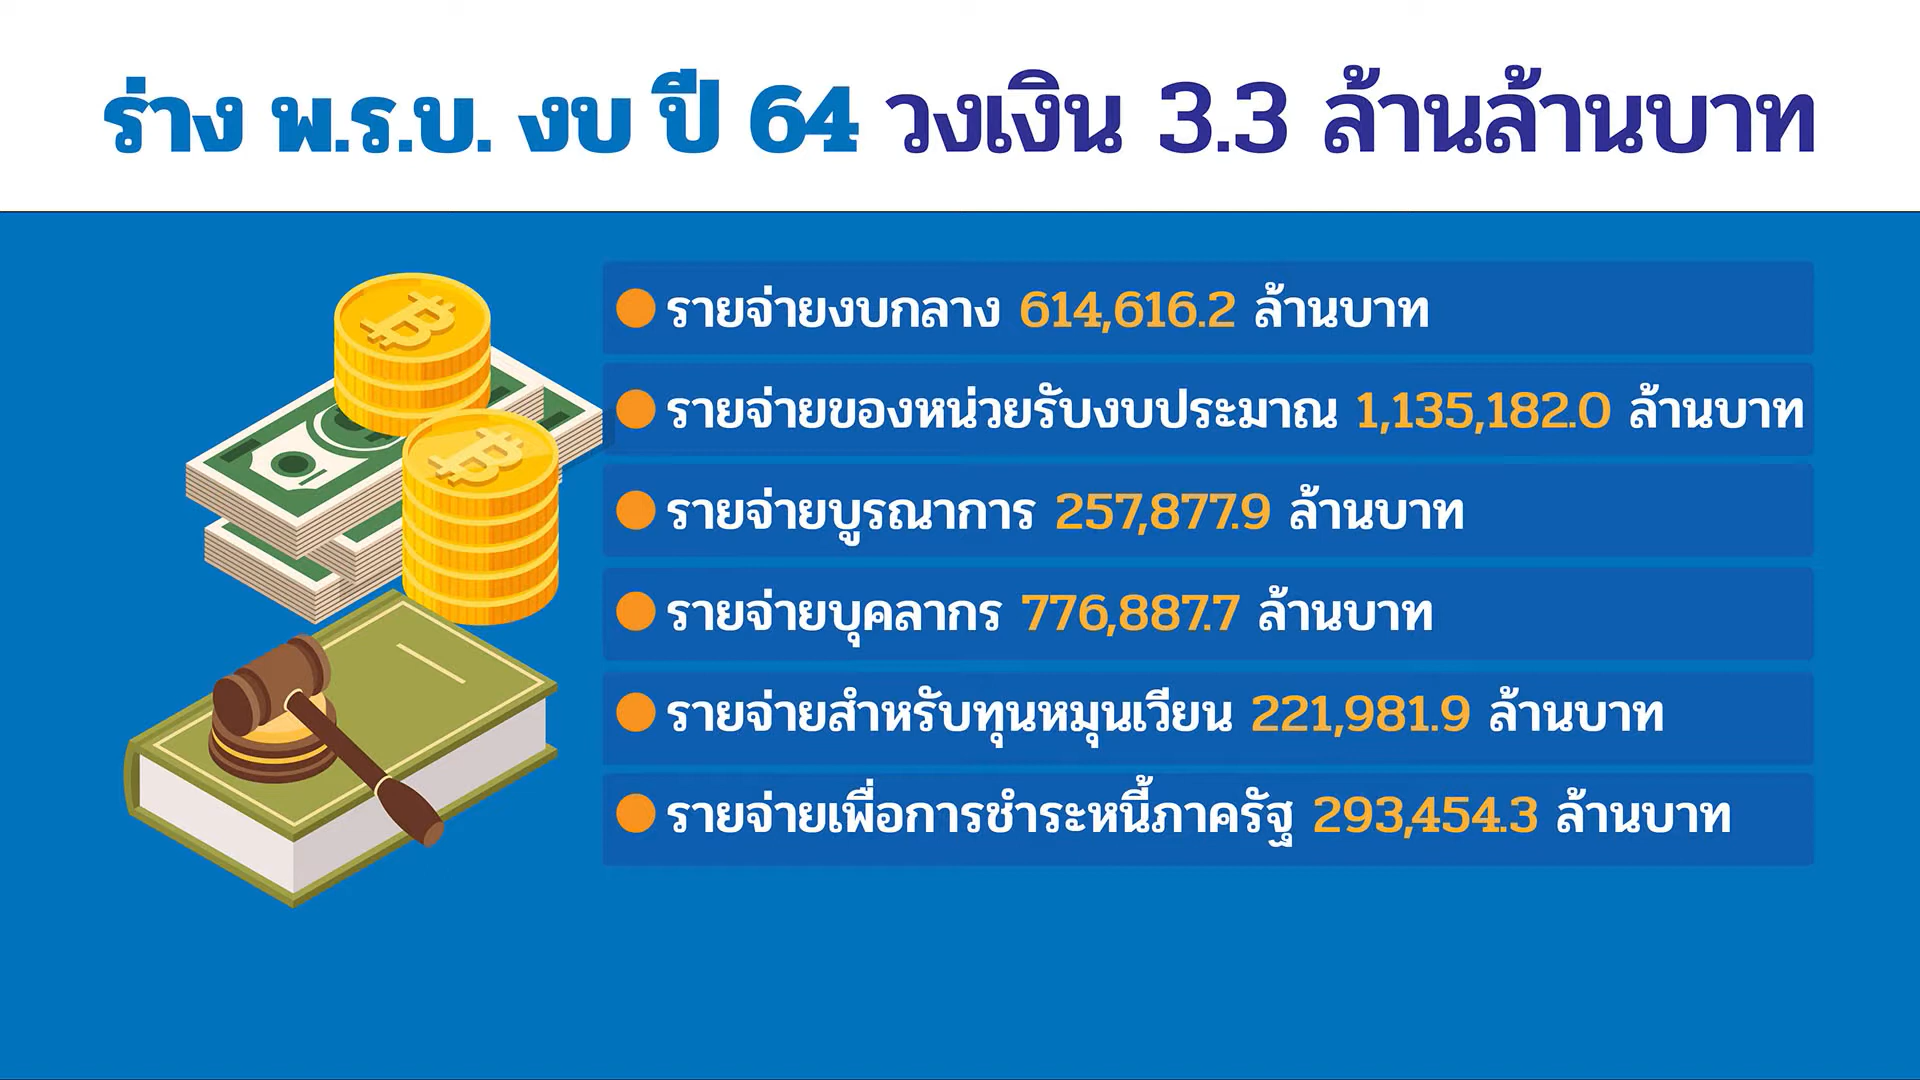 ร่าง พ.ร.บ. งบ ปี 64 วงเงิน 3.3 ล้านล้านบาท
รายจ่ายงบกลาง 614,616.2 ล้านบาท
รายจ่ายของหน่วยรับงบประมาณ 1,135,182.0 ล้านบาท
รายจ่ายบูรณาการ 257,877.9 ล้านบาท
รายจ่ายบุคลากร 776,887.7 ล้านบาท
รายจ่ายสำหรับทุนหมุนเวียน 221,981.9 ล้านบาท
รายจ่ายเพื่อการชำระหนี้ภาครัฐ 293,454.3 ล้านบาท